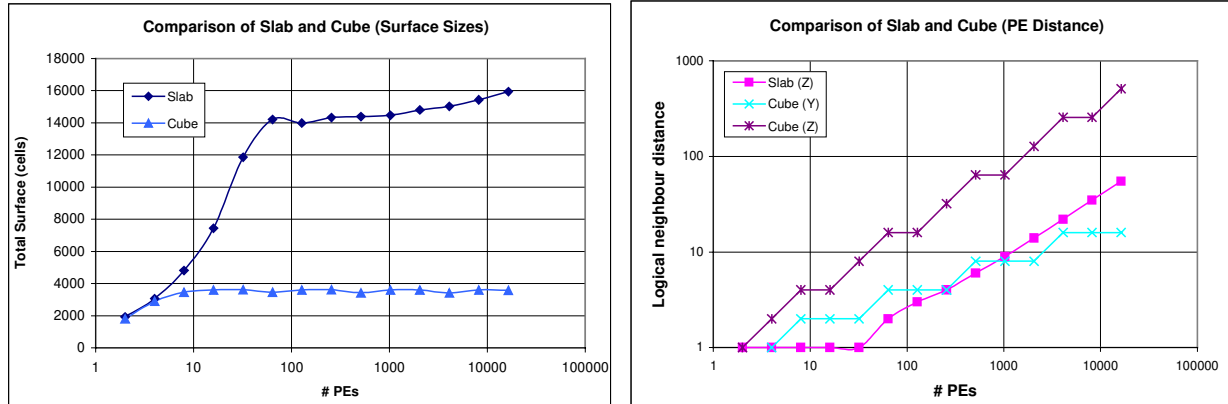 Comparison of Slab and Cube (Surface Sizes)
18000
16000
14000
12000
10000
8000
6000
4000
2000
0
Total Surface (cells)
Slab
Cube
1
10
100
1000
10000
100000
# PEs
Comparison of Slab and Cube (PE Distance)
1000
100
10
1
Logical neighbour distance
Slab (Z)
Cube (Y)
Cube (Z)
1
10
100
1000
10000
100000
# PEs